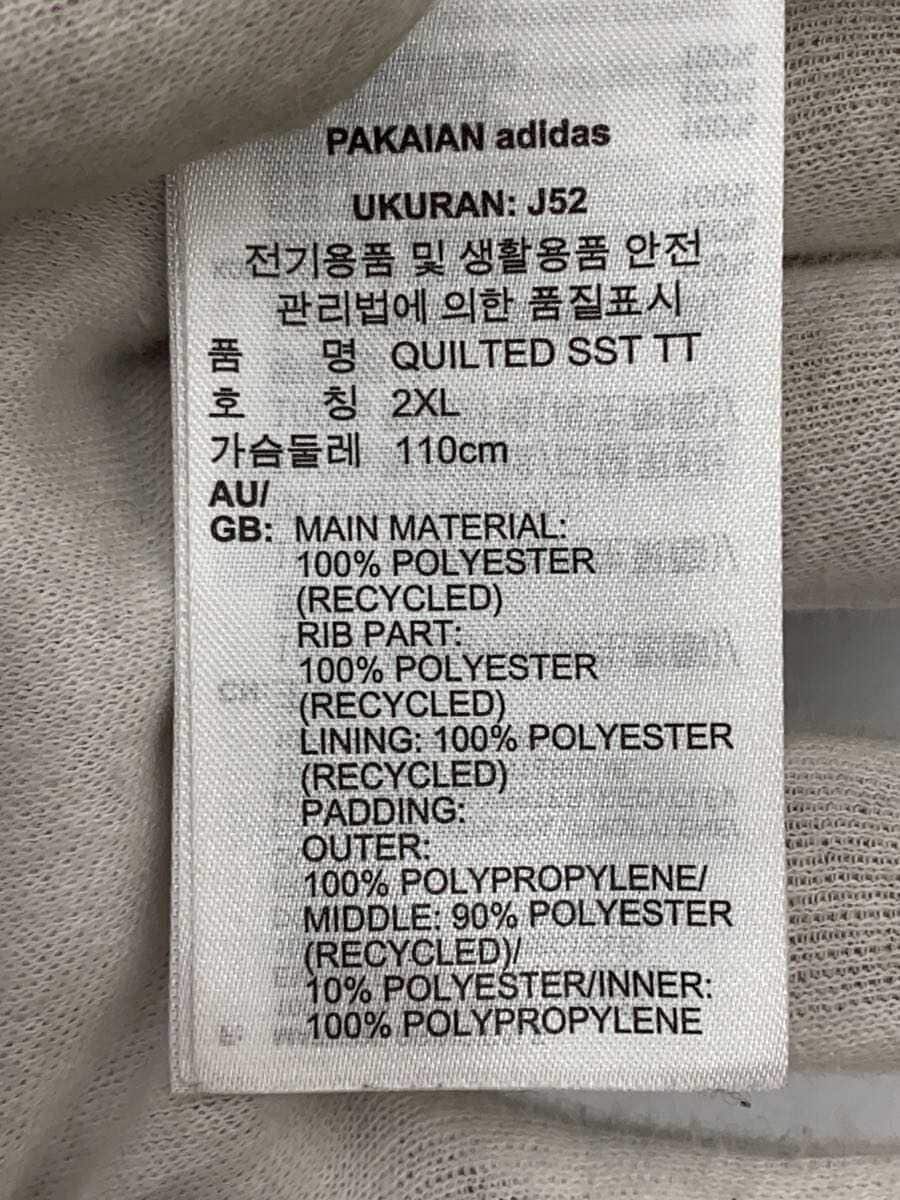 PAKAIAN adidas
UKURAN: J52
전기용품 및 생활용품 안전
관리법에 의한 품질표시
품 명 QUILTED SST TT
호 칭 2XL
가슴둘레 110cm
AU/
GB: MAIN MATERIAL:
100% POLYESTER
(RECYCLED)
RIB PART:
100% POLYESTER
(RECYCLED)
LINING: 100% POLYESTER
(RECYCLED)
PADDING:
OUTER:
100% POLYPROPYLENE/
MIDDLE: 90% POLYESTER
(RECYCLED)/
10% POLYESTER/INNER:
100% POLYPROPYLENE